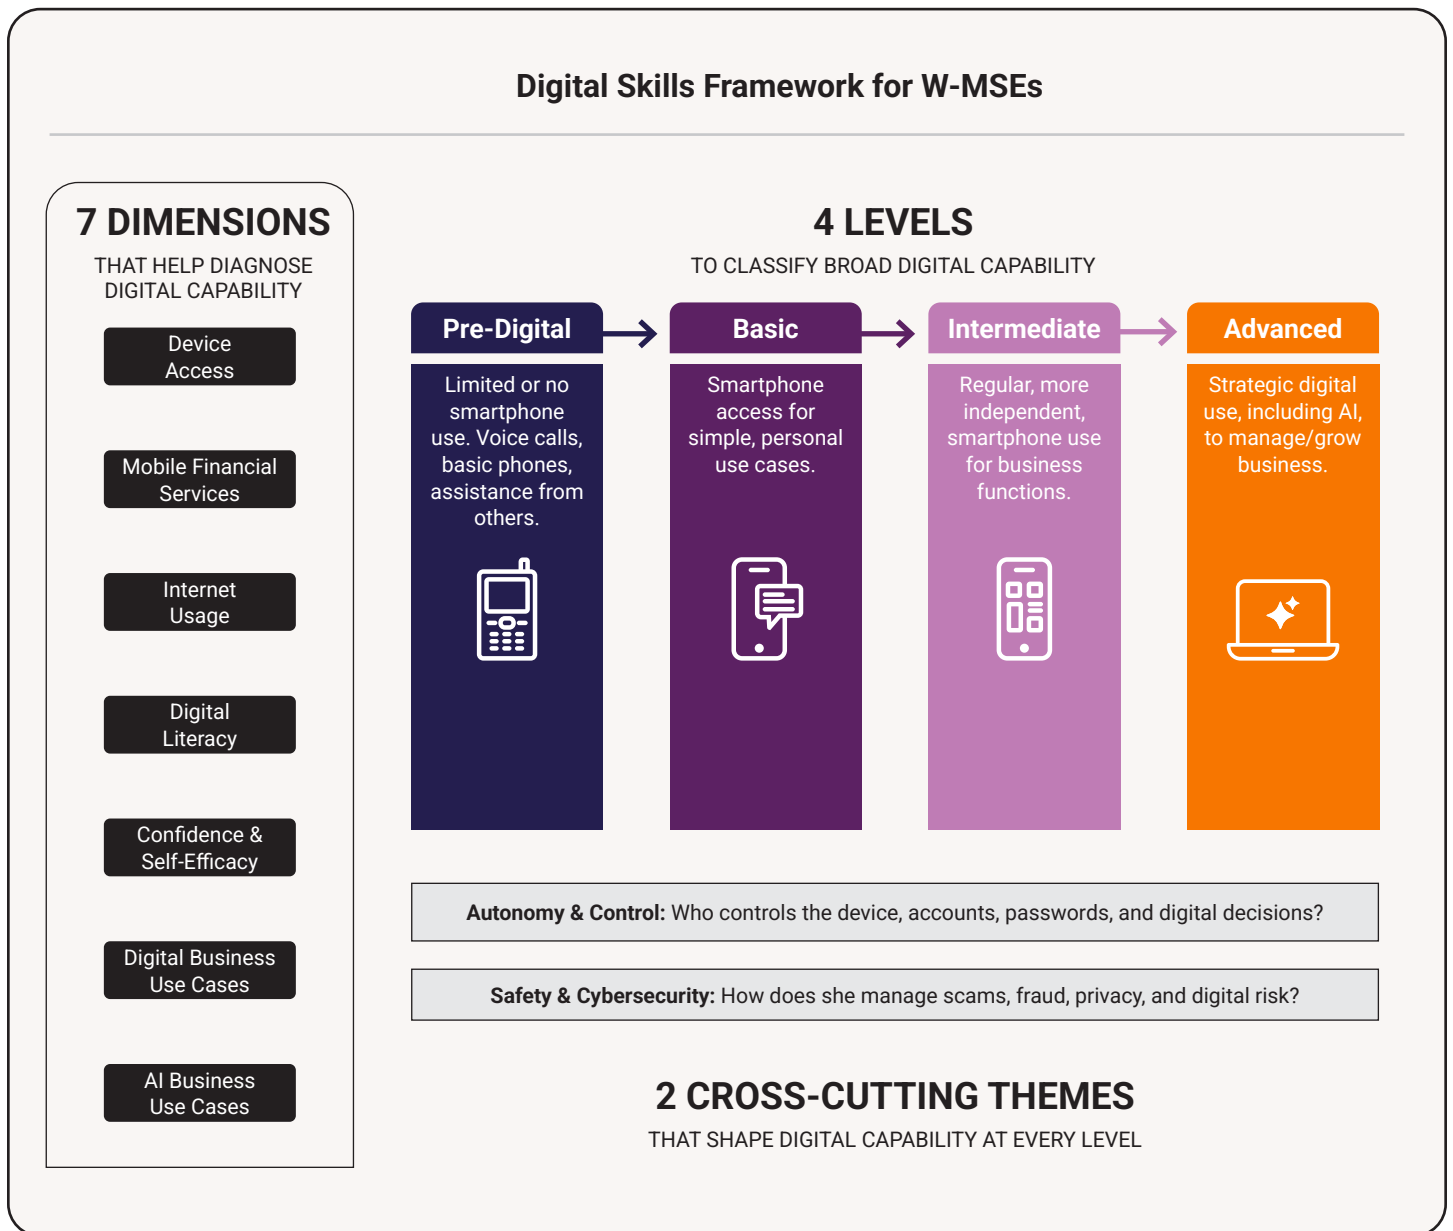 Digital Skills Framework for W-MSEs
7 DIMENSIONS
THAT HELP DIAGNOSE
DIGITAL CAPABILITY
Device
Access
Mobile Financial
Services
Internet
Usage
Digital
Literacy
Confidence &
Self-Efficacy
Digital Business
Use Cases
AI Business
Use Cases
4 LEVELS
TO CLASSIFY BROAD DIGITAL CAPABILITY
Pre-Digital
Limited or no
smartphone
use. Voice calls,
basic phones,
assistance from
others.
Basic
Smartphone
access for
simple, personal
use cases.
Intermediate
Regular, more
independent,
smartphone use
for business
functions.
Advanced
Strategic digital
use, including AI,
to manage/grow
business.
Autonomy & Control: Who controls the device, accounts, passwords, and digital decisions?
Safety & Cybersecurity: How does she manage scams, fraud, privacy, and digital risk?
2 CROSS-CUTTING THEMES
THAT SHAPE DIGITAL CAPABILITY AT EVERY LEVEL